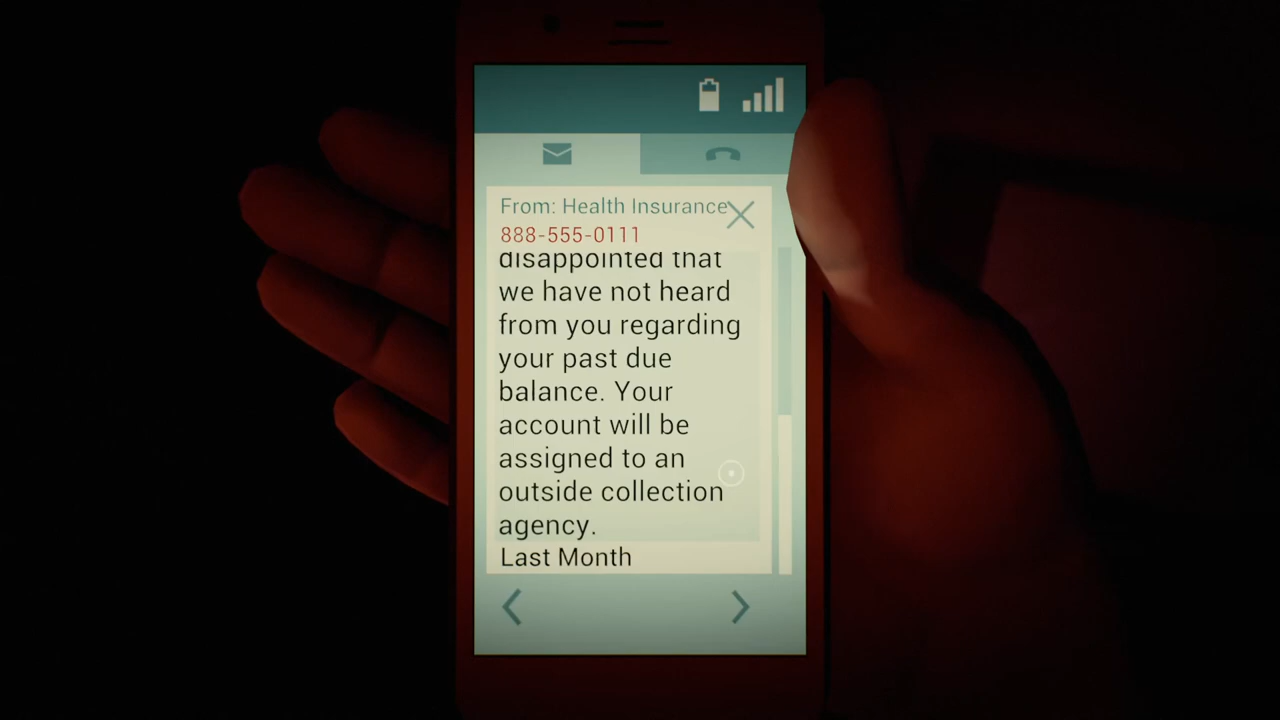 From: Health Insurance
888-555-0111
disappointed that
we have not heard
from you regarding
your past due
balance. Your
account will be
assigned to an
outside collection
agency.
Last Month